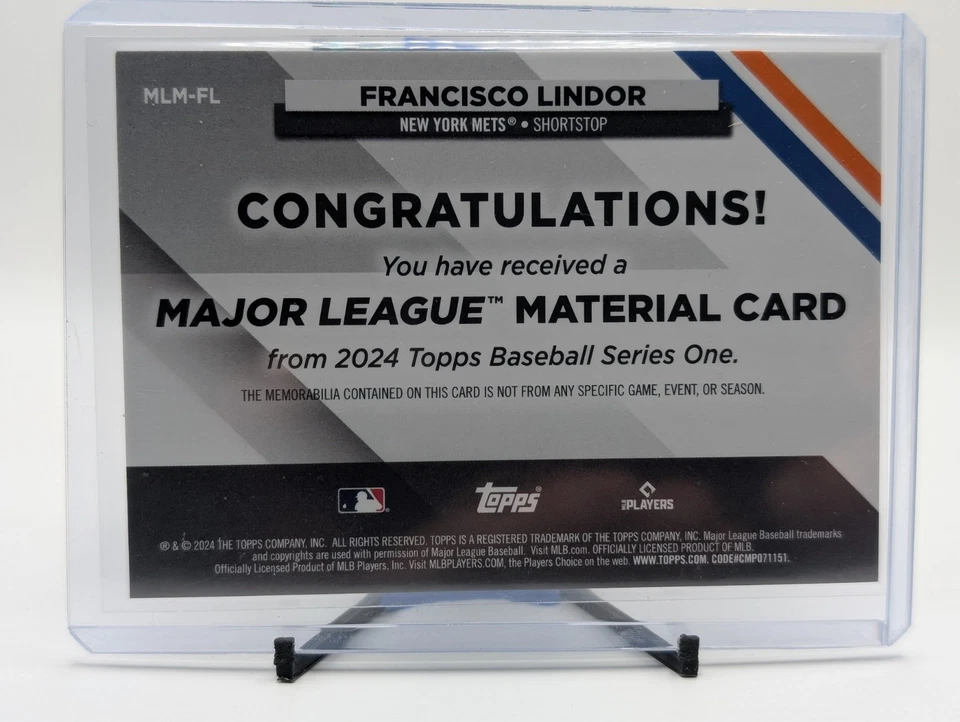 MLM-FL
FRANCISCO LINDOR
NEW YORK METS® • SHORTSTOP
CONGRATULATIONS!
You have received a
MAJOR LEAGUE™ MATERIAL CARD
from 2024 Topps Baseball Series One.
THE MEMORABILIA CONTAINED ON THIS CARD IS NOT FROM ANY SPECIFIC GAME, EVENT, OR SEASON.
Topps®
MLB PLAYERS
® & © 2024 THE TOPPS COMPANY, INC. ALL RIGHTS RESERVED. TOPPS IS A REGISTERED TRADEMARK OF THE TOPPS COMPANY, INC. Major League Baseball trademarks
and copyrights are used with permission of Major League Baseball. Visit MLB.com. OFFICIALLY LICENSED PRODUCT OF MLB.
Officially Licensed Product of MLB Players, Inc. Visit MLBPLAYERS.COM, the Players Choice on the web. WWW.TOPPS.COM. CODE#CMP071151.